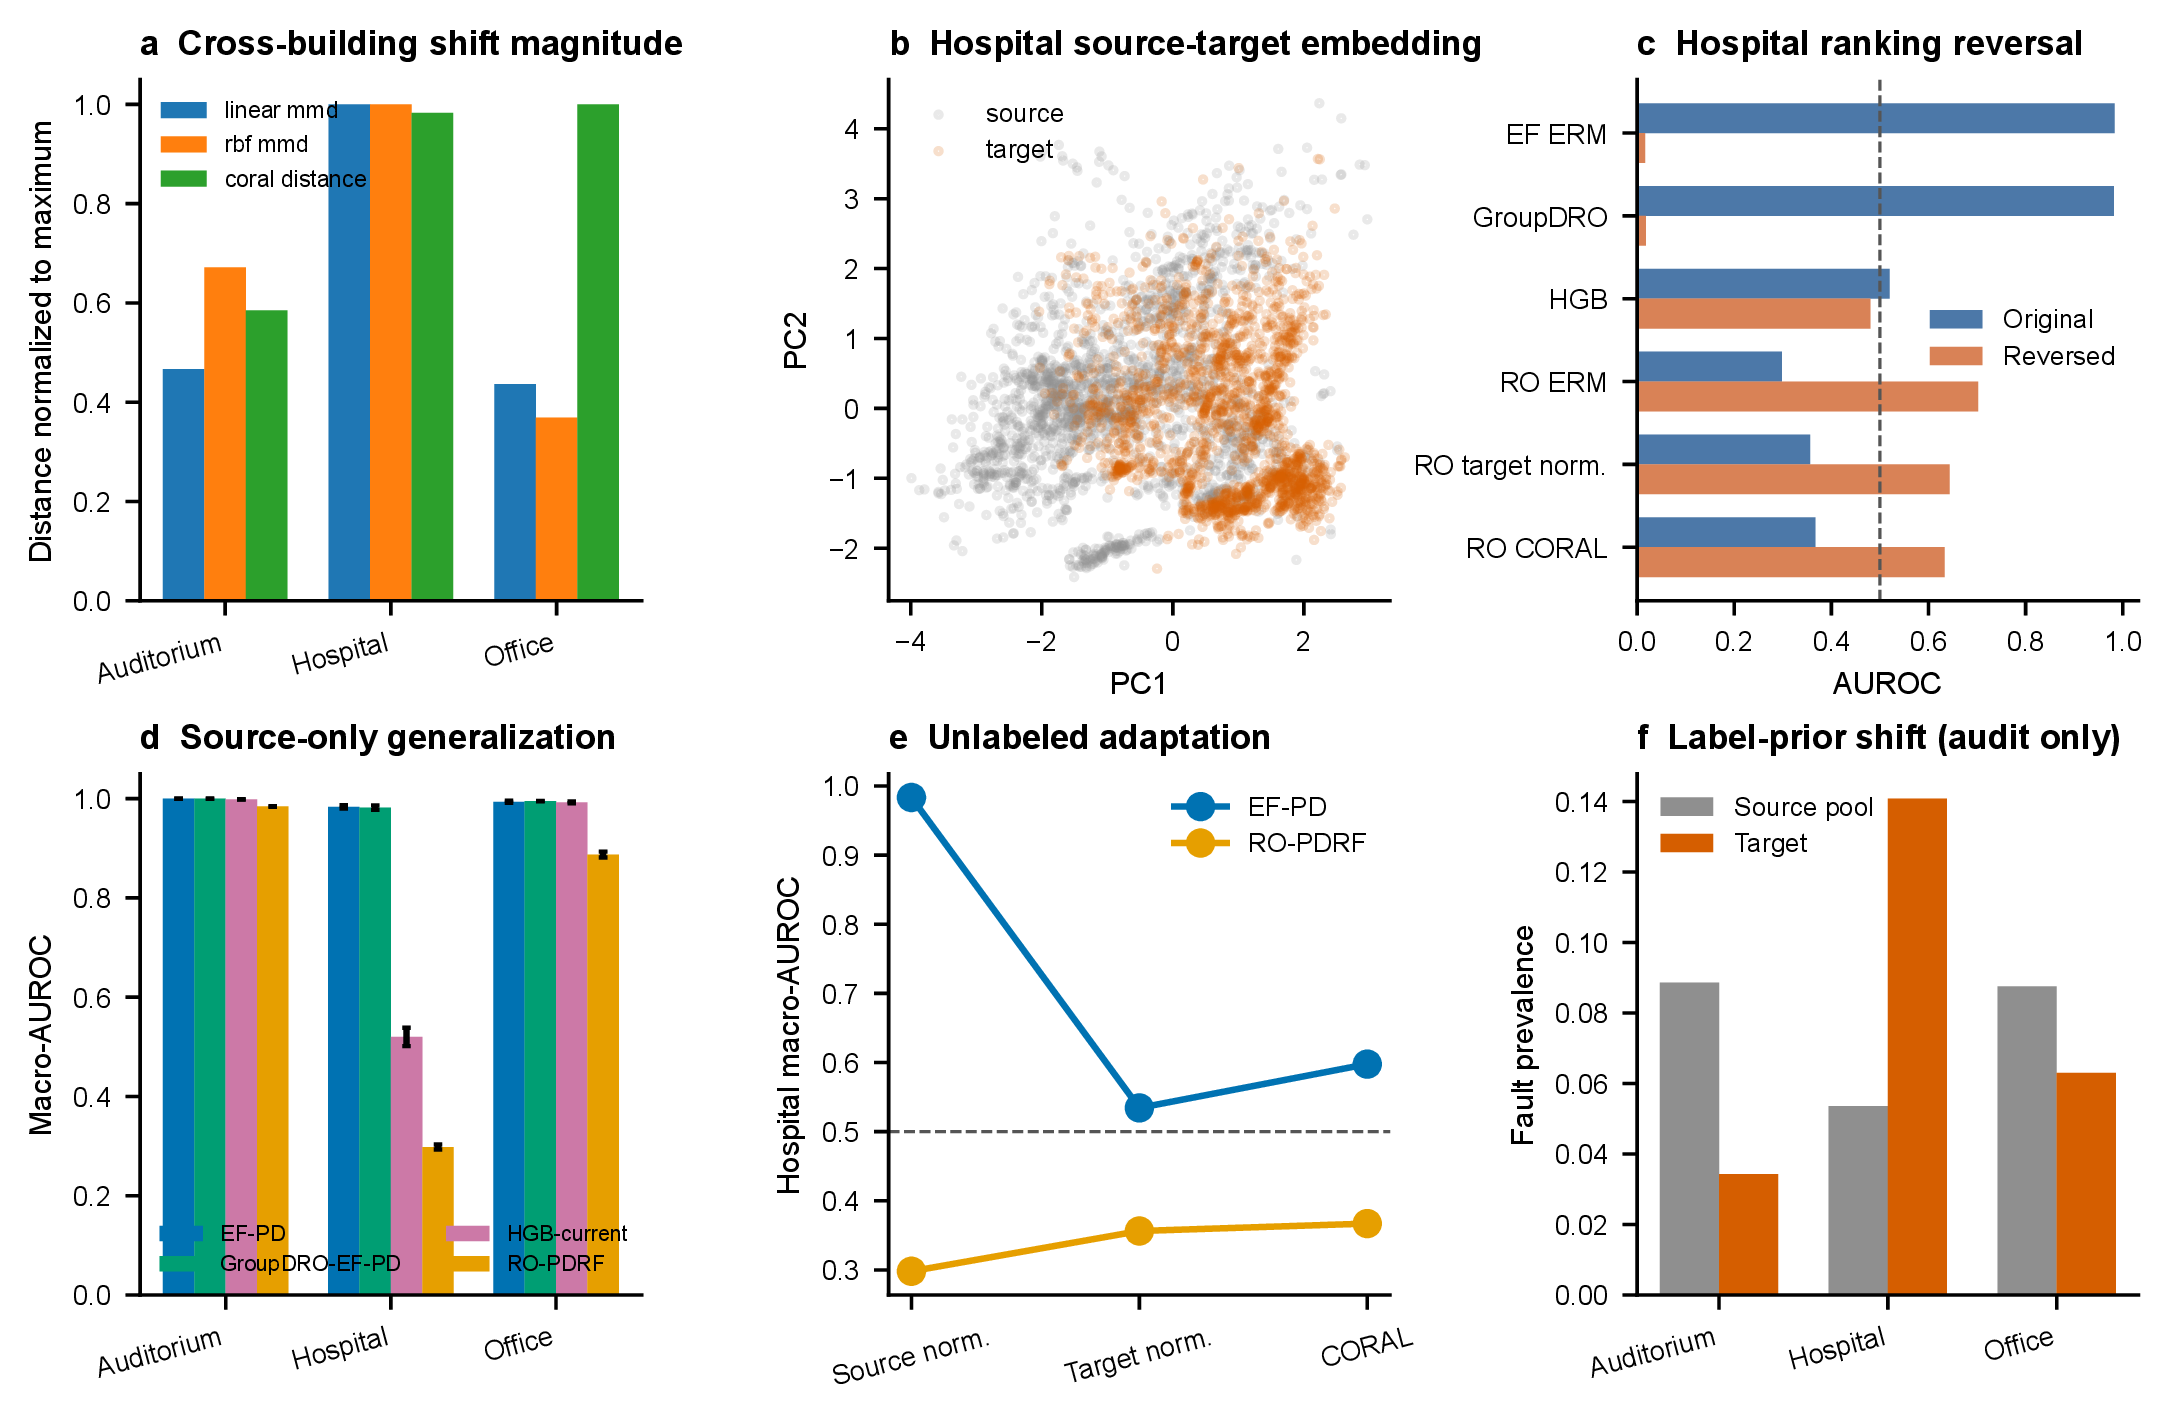 a Cross-building shift magnitude
linear mmd
rbf mmd
coral distance
Distance normalized to maximum
1.0
0.8
0.6
0.4
0.2
0.0
Auditorium
Hospital
Office
b Hospital source-target embedding
source
target
PC2
4
3
2
1
0
−1
−2
−4
−2
0
2
PC1
c Hospital ranking reversal
EF ERM
GroupDRO
HGB
RO ERM
RO target norm.
RO CORAL
Original
Reversed
0.0
0.2
0.4
0.6
0.8
1.0
AUROC
d Source-only generalization
Macro-AUROC
1.0
0.8
0.6
0.4
0.2
0.0
EF-PD
GroupDRO-EF-PD
HGB-current
RO-PDRF
Auditorium
Hospital
Office
e Unlabeled adaptation
EF-PD
RO-PDRF
Hospital macro-AUROC
1.0
0.9
0.8
0.7
0.6
0.5
0.4
0.3
Source norm.
Target norm.
CORAL
f Label-prior shift (audit only)
Source pool
Target
Fault prevalence
0.14
0.12
0.10
0.08
0.06
0.04
0.02
0.00
Auditorium
Hospital
Office